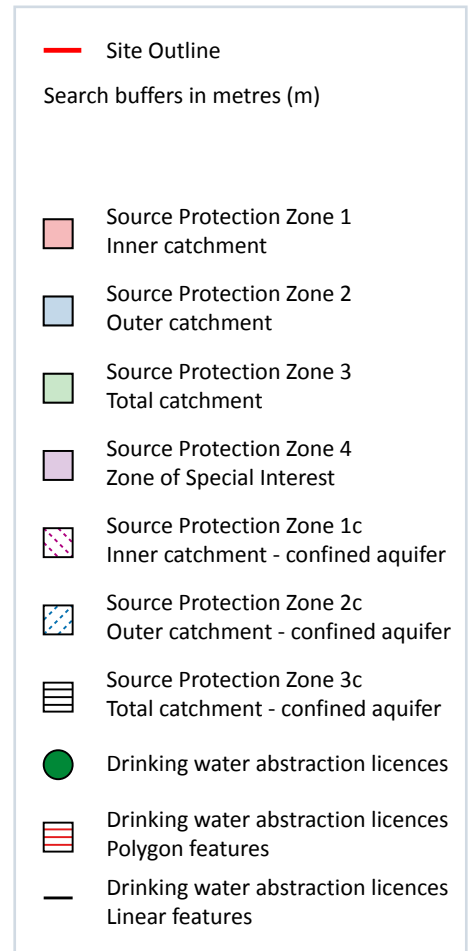 Site Outline
Search buffers in metres (m)
Source Protection Zone 1
Inner catchment
Source Protection Zone 2
Outer catchment
Source Protection Zone 3
Total catchment
Source Protection Zone 4
Zone of Special Interest
Source Protection Zone 1c
Inner catchment - confined aquifer
Source Protection Zone 2c
Outer catchment - confined aquifer
Source Protection Zone 3c
Total catchment - confined aquifer
Drinking water abstraction licences
Drinking water abstraction licences
Polygon features
Drinking water abstraction licences
Linear features